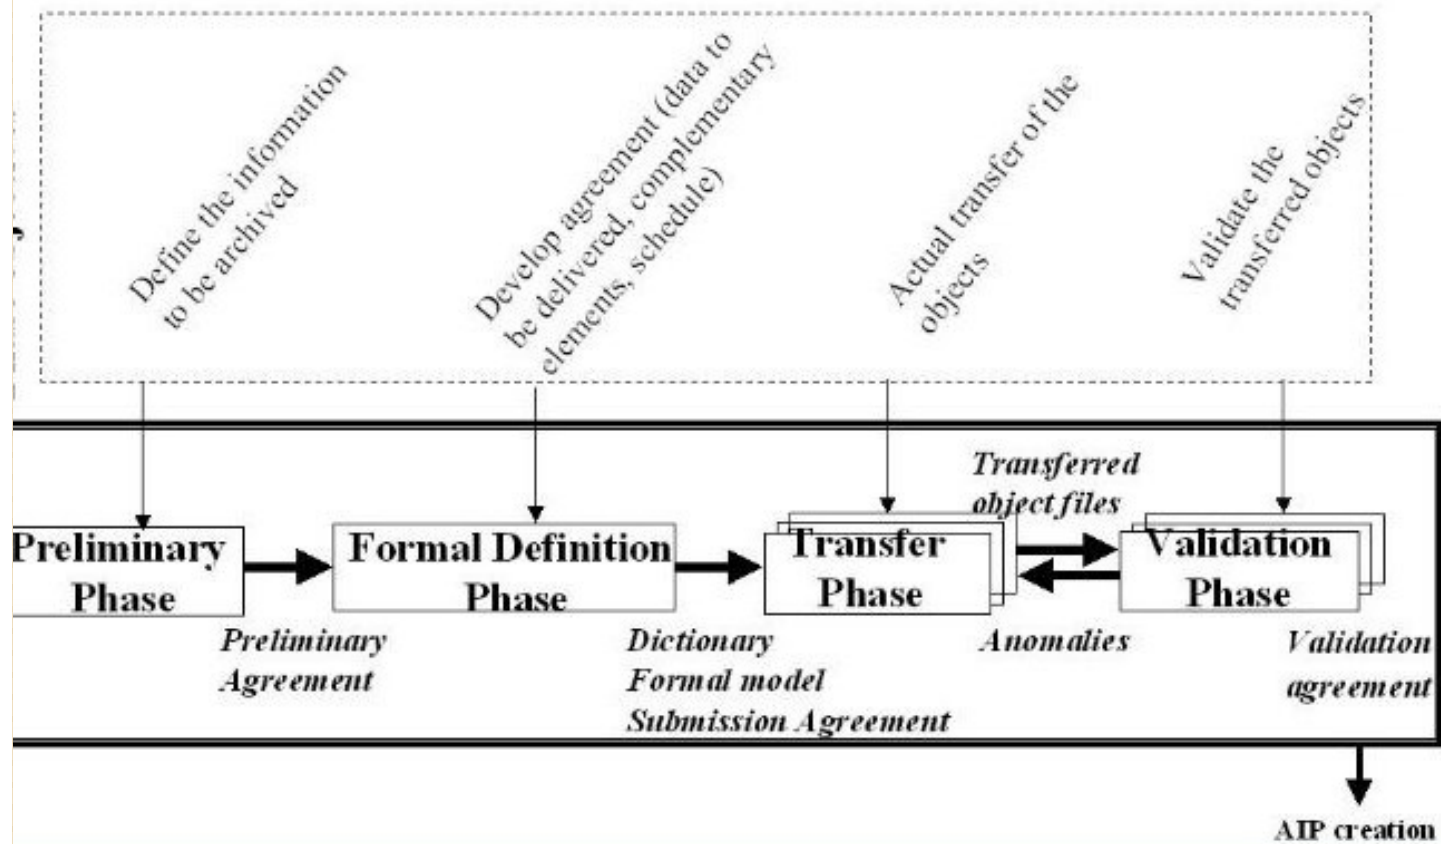 Define the information
to be archived
Develop agreement (data to
be delivered, complementary
elements, schedule)
Actual transfer of the
objects
Validate the
transferred objects
Transferred
object files
Preliminary
Phase
Formal Definition
Phase
Transfer
Phase
Validation
Phase
Preliminary
Agreement
Dictionary
Formal model
Submission Agreement
Anomalies
Validation
agreement
AIP creation